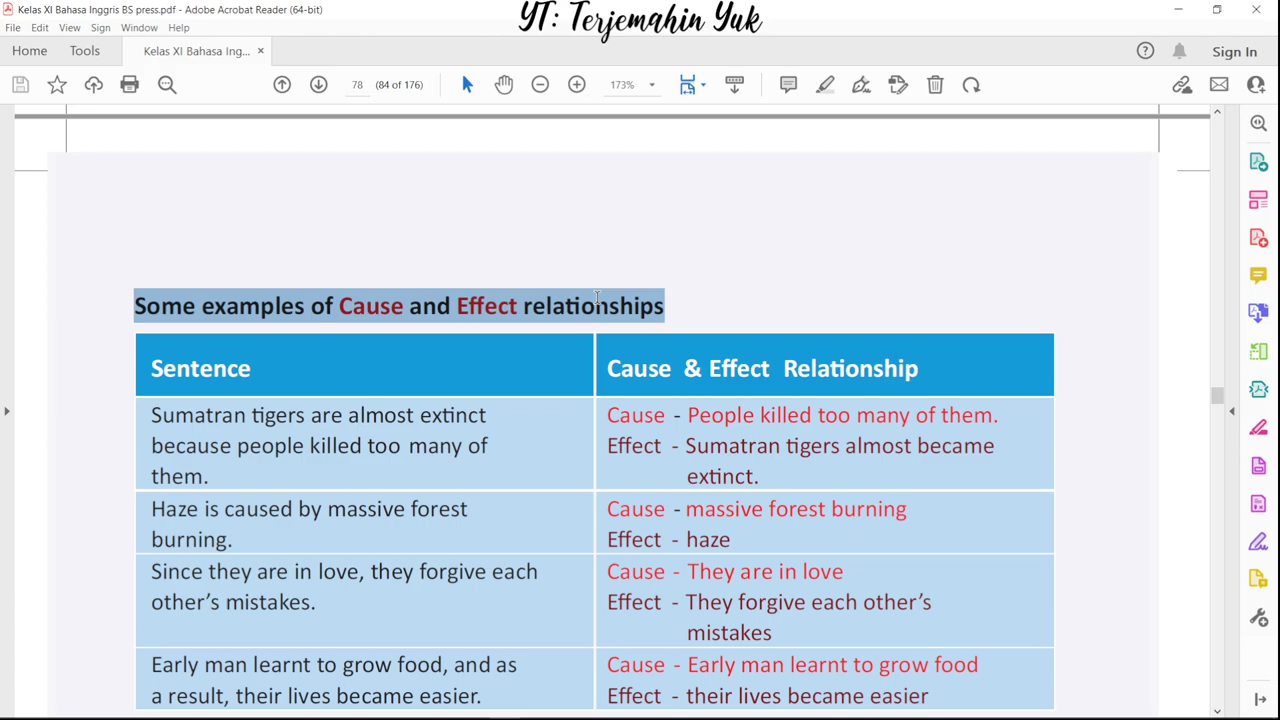 Kelas XI Bahasa Inggris BS press.pdf - Adobe Acrobat Reader (64-bit)
YT: Terjemahin Yuk
File Edit View Sign Window Help
Home Tools Kelas XI Bahasa Ing... × Sign In
78 (84 of 176) 173%
Some examples of Cause and Effect relationships
Sentence
Cause & Effect Relationship
Sumatran tigers are almost extinct
because people killed too many of
them.
Cause - People killed too many of them.
Effect - Sumatran tigers almost became
extinct.
Haze is caused by massive forest
burning.
Cause - massive forest burning
Effect - haze
Since they are in love, they forgive each
other’s mistakes.
Cause - They are in love
Effect - They forgive each other’s
mistakes
Early man learnt to grow food, and as
a result, their lives became easier.
Cause - Early man learnt to grow food
Effect - their lives became easier